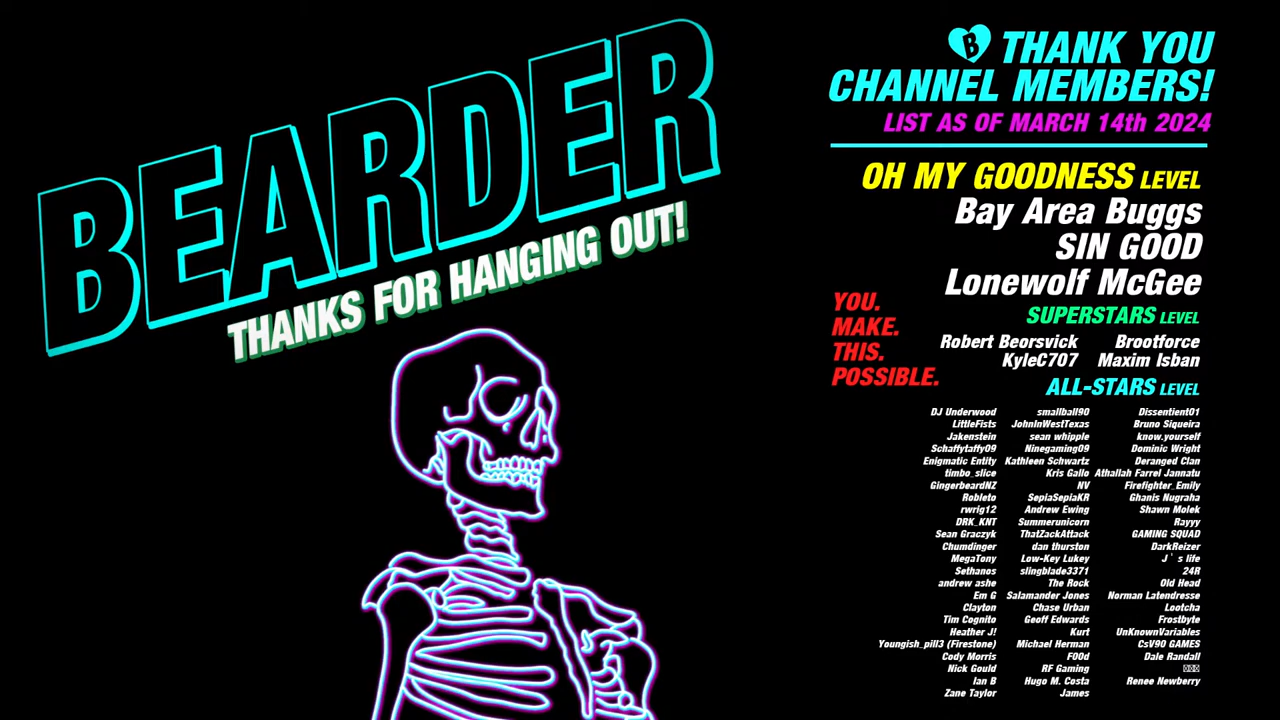 BEARDER
THANKS FOR HANGING OUT!
B THANK YOU
CHANNEL MEMBERS!
LIST AS OF MARCH 14th 2024
OH MY GOODNESS LEVEL
Bay Area Buggs
SIN GOOD
Lonewolf McGee
YOU.
MAKE.
THIS.
POSSIBLE.
SUPERSTARS LEVEL
Robert Beorsvick Brootforce
KyleC707 Maxim Isban
ALL-STARS LEVEL
DJ Underwood smallball90 Dissentient01
LittleFists JohnInWestTexas Bruno Siqueira
Jakenstein sean whipple know.yourself
Schaffytaffy09 Ninegaming09 Dominic Wright
Enigmatic Entity Kathleen Schwartz Deranged Clan
timbo_slice Kris Gallo Athallah Farrel Jannatu
GingerbeardNZ NV Firefighter_Emily
Robleto SepiaSepiaKR Ghanis Nugraha
rwrig12 Andrew Ewing Shawn Molek
DRK_KNT Summerunicorn Rayyy
Sean Graczyk ThatZackAttack GAMING SQUAD
Chumdinger dan thurston DarkReizer
MegaTony Low-Key Lukey J`s life
Sethanos slingblade3371 24R
andrew ashe The Rock Old Head
Em G Salamander Jones Norman Latendresse
Clayton Chase Urban Lootcha
Tim Cognito Geoff Edwards Frostbyte
Heather J! Kurt UnKnownVariables
Youngish_pill3 (Firestone) Michael Herman CsV90 GAMES
Cody Morris F00d Dale Randall
Nick Gould RF Gaming
Ian B Hugo M. Costa Renee Newberry
Zane Taylor James